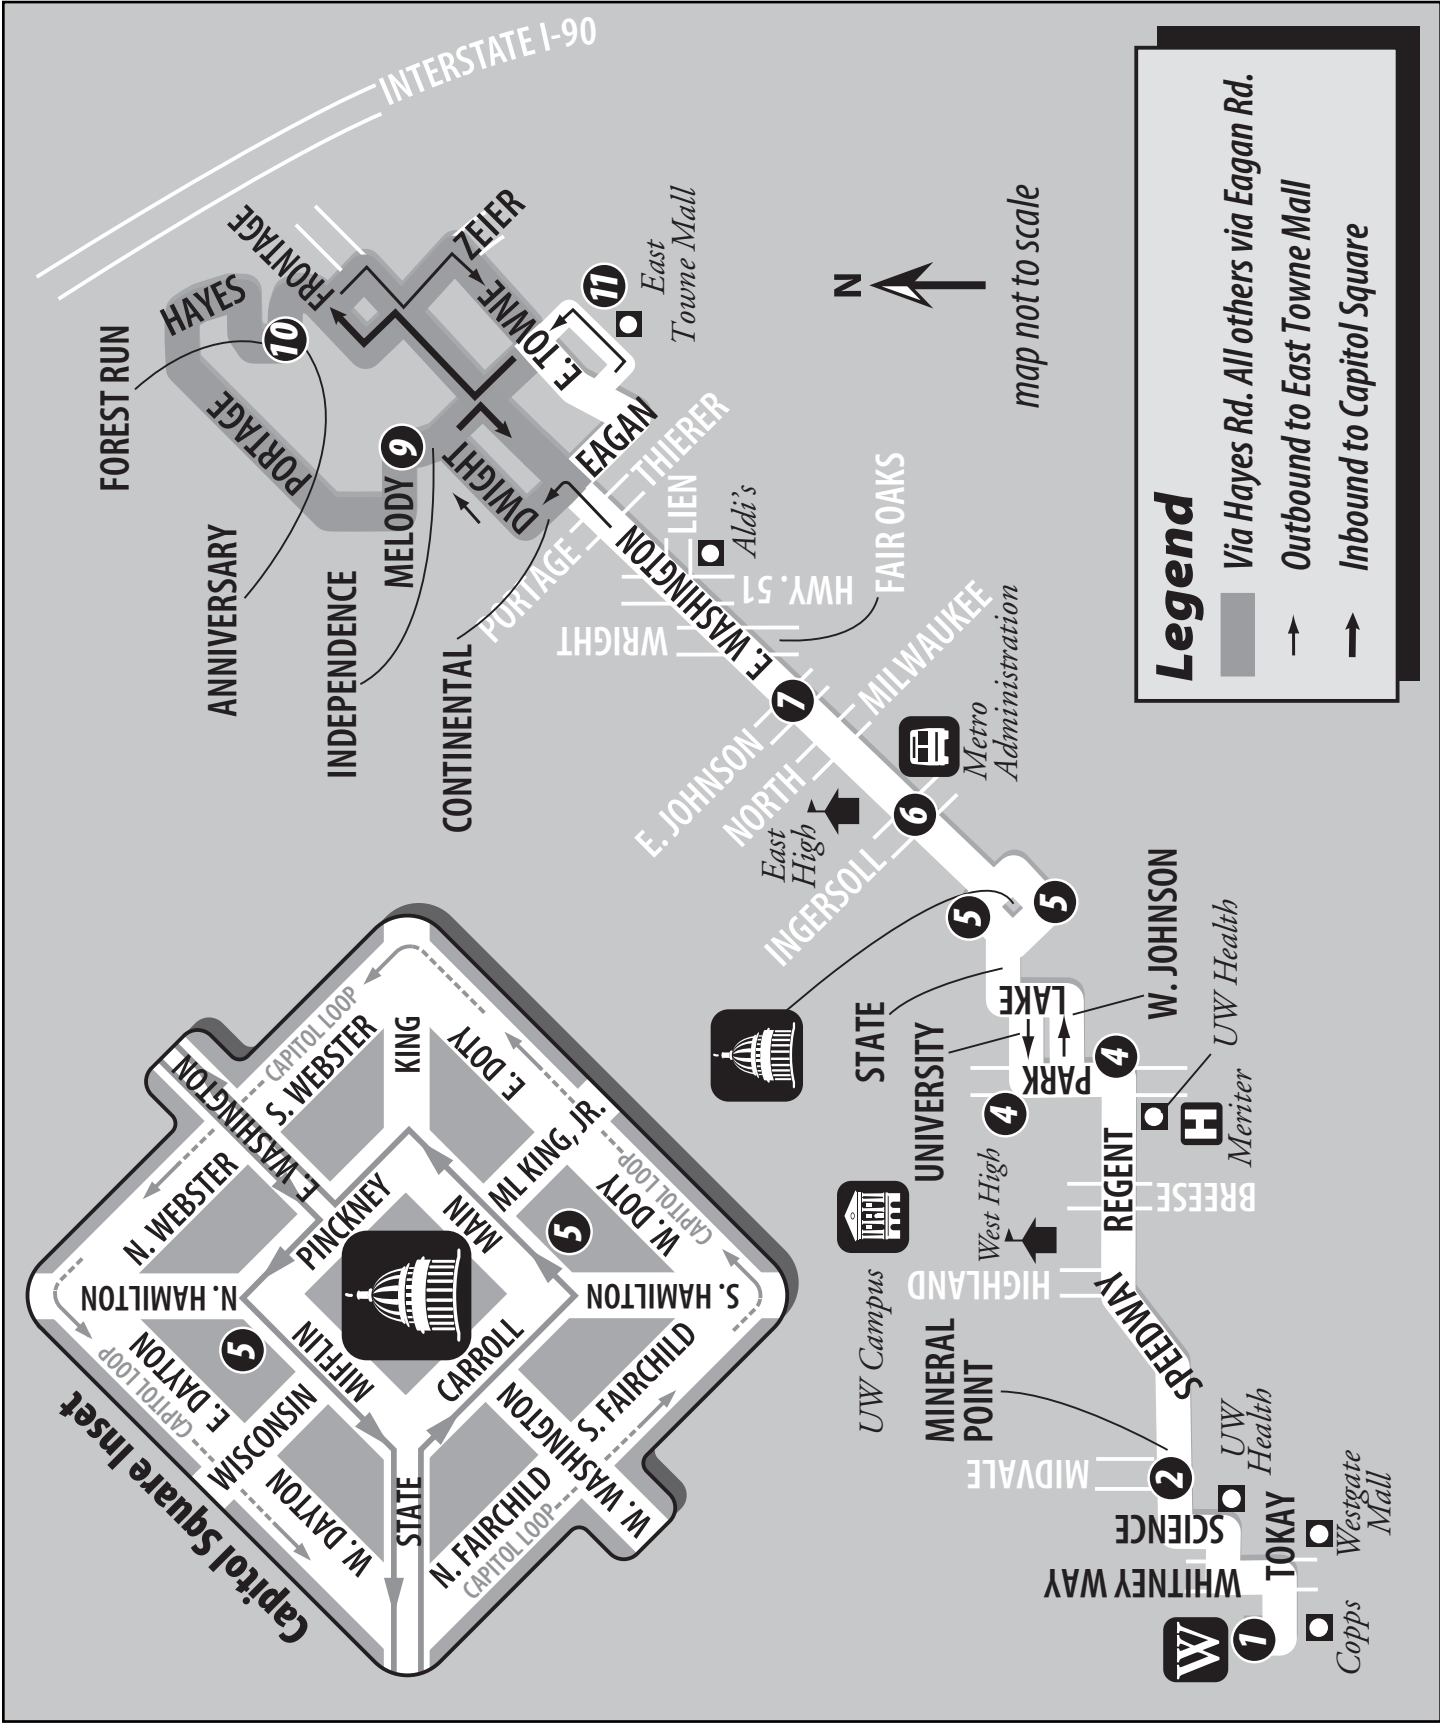 Capitol Square Inset
CAPITOL LOOP
CAPITOL LOOP
CAPITOL LOOP
CAPITOL LOOP
N. HAMILTON
S. HAMILTON
N. WEBSTER
S. WEBSTER
E. WASHINGTON
W. WASHINGTON
KING
E. DOTY
W. DOTY
ML KING, JR.
MAIN
PINCKNEY
MIFFLIN
CARROLL
E. DAYTON
W. DAYTON
WISCONSIN
STATE
N. FAIRCHILD
S. FAIRCHILD
5
5
INTERSTATE I-90
FOREST RUN
HAYES
FRONTAGE
ZEIER
10
PORTAGE
ANNIVERSARY
9
MELODY
INDEPENDENCE
DWIGHT
CONTINENTAL
E. TOWNE
11
East
Towne Mall
EAGAN
THIERER
PORTAGE
LIEN
Aldi's
HWY. 51
WRIGHT
FAIR OAKS
E. WASHINGTON
7
MILWAUKEE
E. JOHNSON
NORTH
Metro
Administration
East
High
6
INGERSOLL
5
5
STATE
LAKE
W. JOHNSON
UNIVERSITY
PARK
4
4
UW Health
H
Meriter
UW Campus
West High
REGENT
BREESE
HIGHLAND
SPEEDWAY
MINERAL
POINT
MIDVALE
2
UW
Health
SCIENCE
TOKAY
Westgate
Mall
WHITNEY WAY
W
1
Copps
N
map not to scale
Legend
Via Hayes Rd. All others via Eagan Rd.
Outbound to East Towne Mall
Inbound to Capitol Square